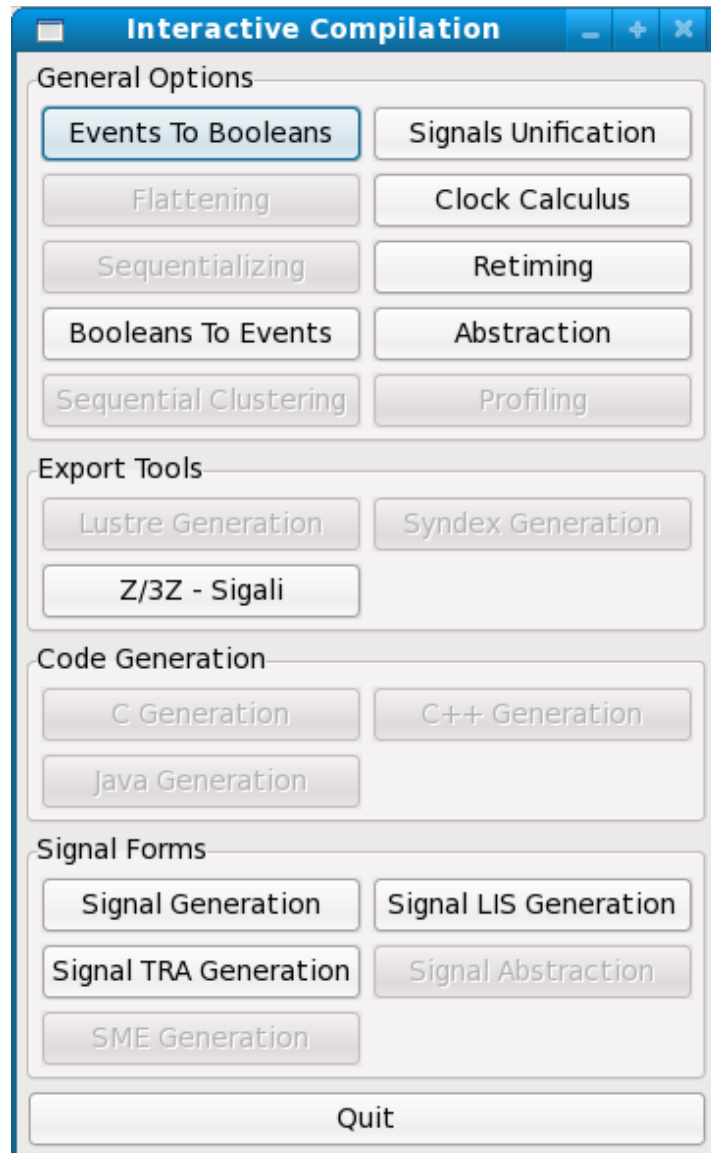 Interactive Compilation
General Options
Events To Booleans Signals Unification
Flattening Clock Calculus
Sequentializing Retiming
Booleans To Events Abstraction
Sequential Clustering Profiling
Export Tools
Lustre Generation Syndex Generation
Z/3Z - Sigali
Code Generation
C Generation C++ Generation
Java Generation
Signal Forms
Signal Generation Signal LIS Generation
Signal TRA Generation Signal Abstraction
SME Generation
Quit